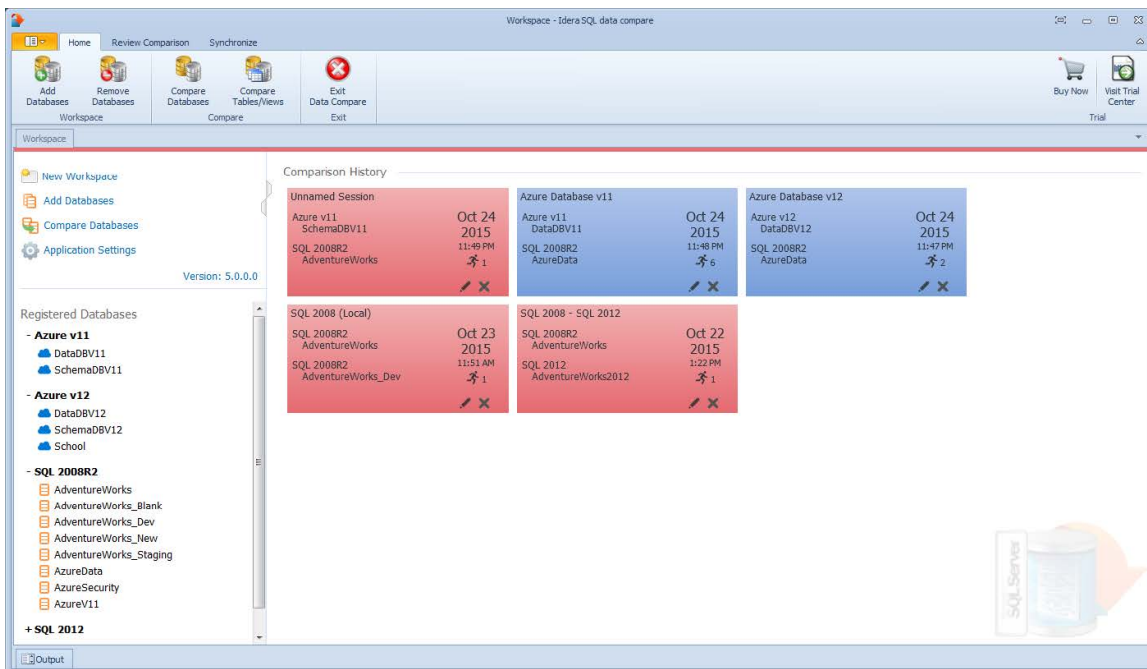 Workspace - Idera SQL data compare
Home Review Comparison Synchronize
Add Databases
Remove Databases
Compare Databases
Compare Tables/Views
Exit Data Compare
Buy Now
Visit Trial Center
Workspace
Compare
Exit
Trial
Workspace
New Workspace
Add Databases
Compare Databases
Application Settings
Version: 5.0.0.0
Registered Databases
- Azure v11
DataDBV11
SchemaDBV11
- Azure v12
DataDBV12
SchemaDBV12
School
- SQL 2008R2
AdventureWorks
AdventureWorks_Blank
AdventureWorks_Dev
AdventureWorks_New
AdventureWorks_Staging
AzureData
AzureSecurity
AzureV11
+ SQL 2012
Comparison History
Unnamed Session
Azure v11
SchemaDBV11
SQL 2008R2
AdventureWorks
Oct 24
2015
11:49 PM
1
Azure Database v11
Azure v11
DataDBV11
SQL 2008R2
AzureData
Oct 24
2015
11:48 PM
6
Azure Database v12
Azure v12
DataDBV12
SQL 2008R2
AzureData
Oct 24
2015
11:47 PM
2
SQL 2008 (Local)
SQL 2008R2
AdventureWorks
SQL 2008R2
AdventureWorks_Dev
Oct 23
2015
11:51 AM
1
SQL 2008 - SQL 2012
SQL 2008R2
AdventureWorks
SQL 2012
AdventureWorks2012
Oct 22
2015
1:22 PM
1
SQLServer
Output